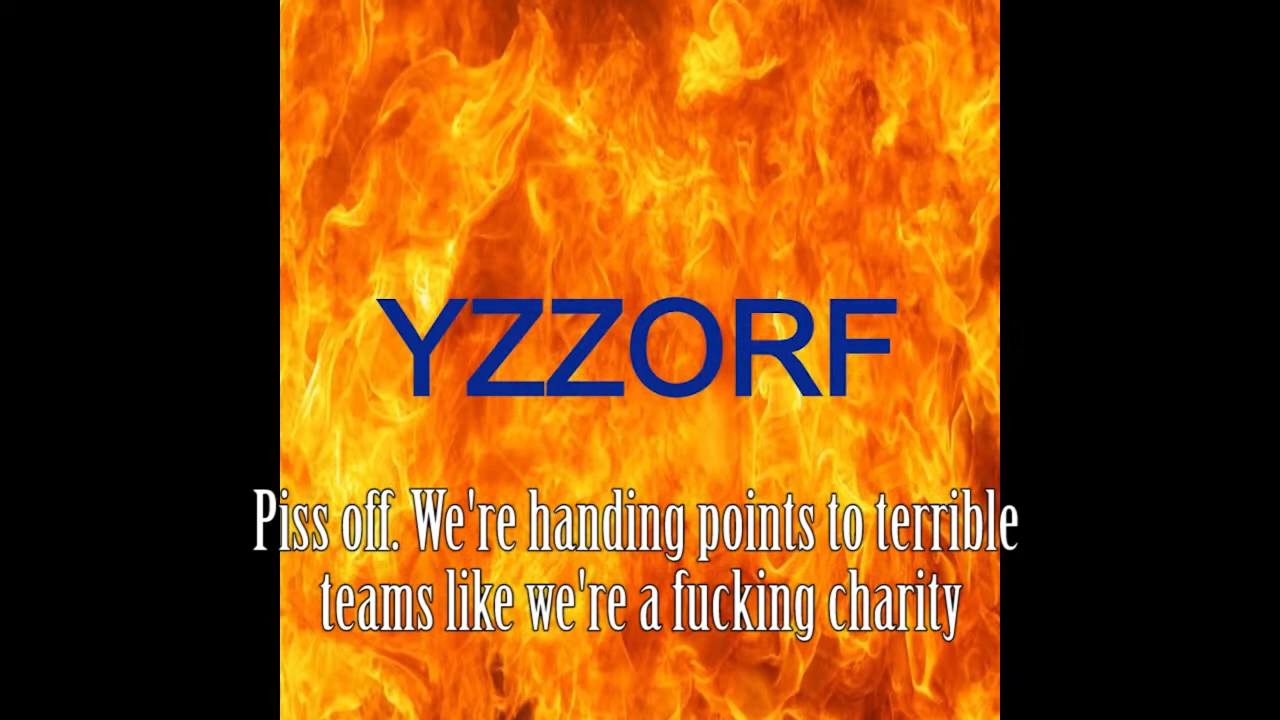 YZZORF
Piss off. We're handing points to terrible
teams like we're a fucking charity